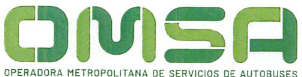 OMSA
OPERADORA METROPOLITANA DE SERVICIOS DE AUTOBUSES